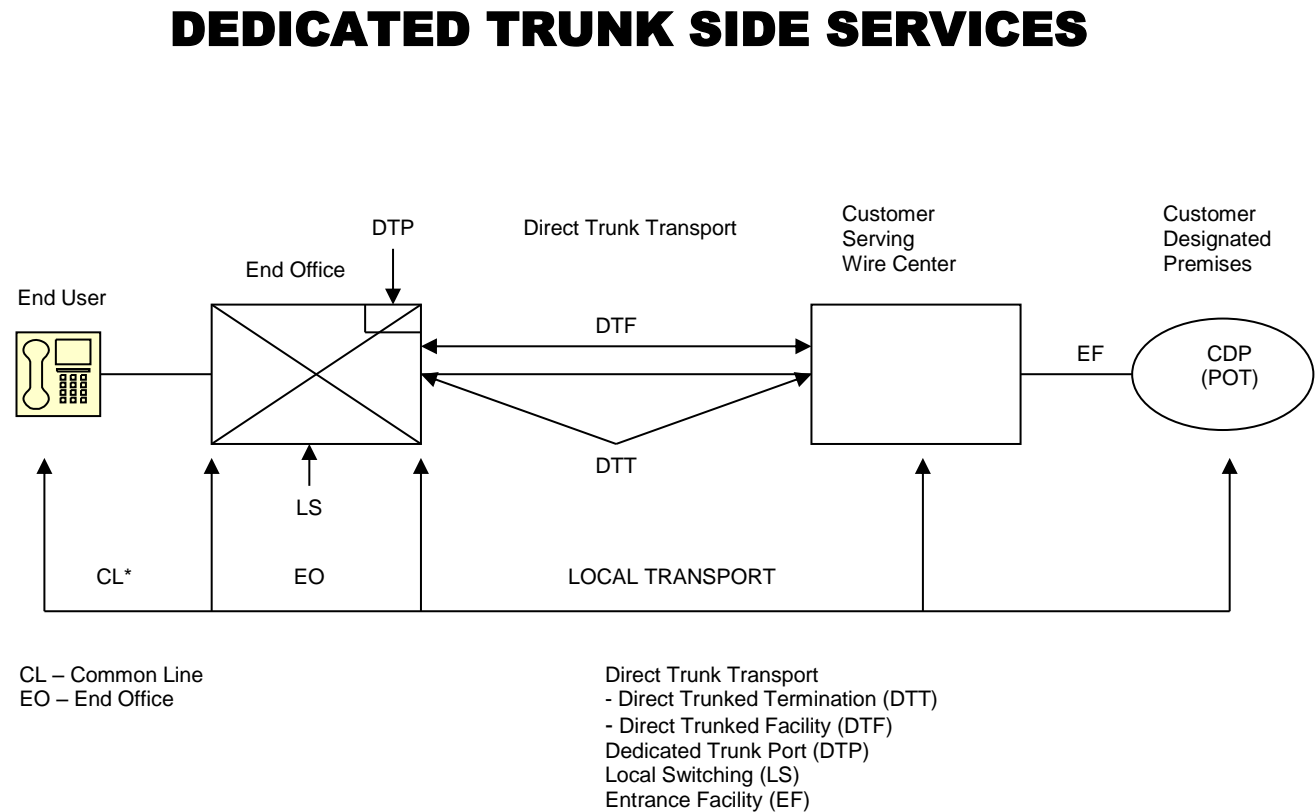 DEDICATED TRUNK SIDE SERVICES
DTP
Direct Trunk Transport
Customer
Serving
Wire Center
Customer
Designated
Premises
End Office
End User
DTF
EF
CDP
(POT)
DTT
LS
CL*
EO
LOCAL TRANSPORT
CL – Common Line
EO – End Office
Direct Trunk Transport
- Direct Trunked Termination (DTT)
- Direct Trunked Facility (DTF)
Dedicated Trunk Port (DTP)
Local Switching (LS)
Entrance Facility (EF)